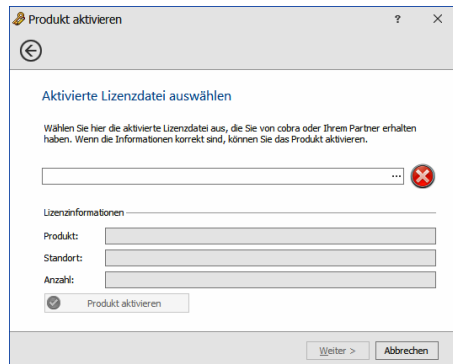 Produkt aktivieren
?
Aktivierte Lizenzdatei auswählen
Wählen Sie hier die aktivierte Lizenzdatei aus, die Sie von cobra oder Ihrem Partner erhalten
haben. Wenn die Informationen korrekt sind, können Sie das Produkt aktivieren.
...
Lizenzinformationen
Produkt:
Standort:
Anzahl:
Produkt aktivieren
Weiter >
Abbrechen